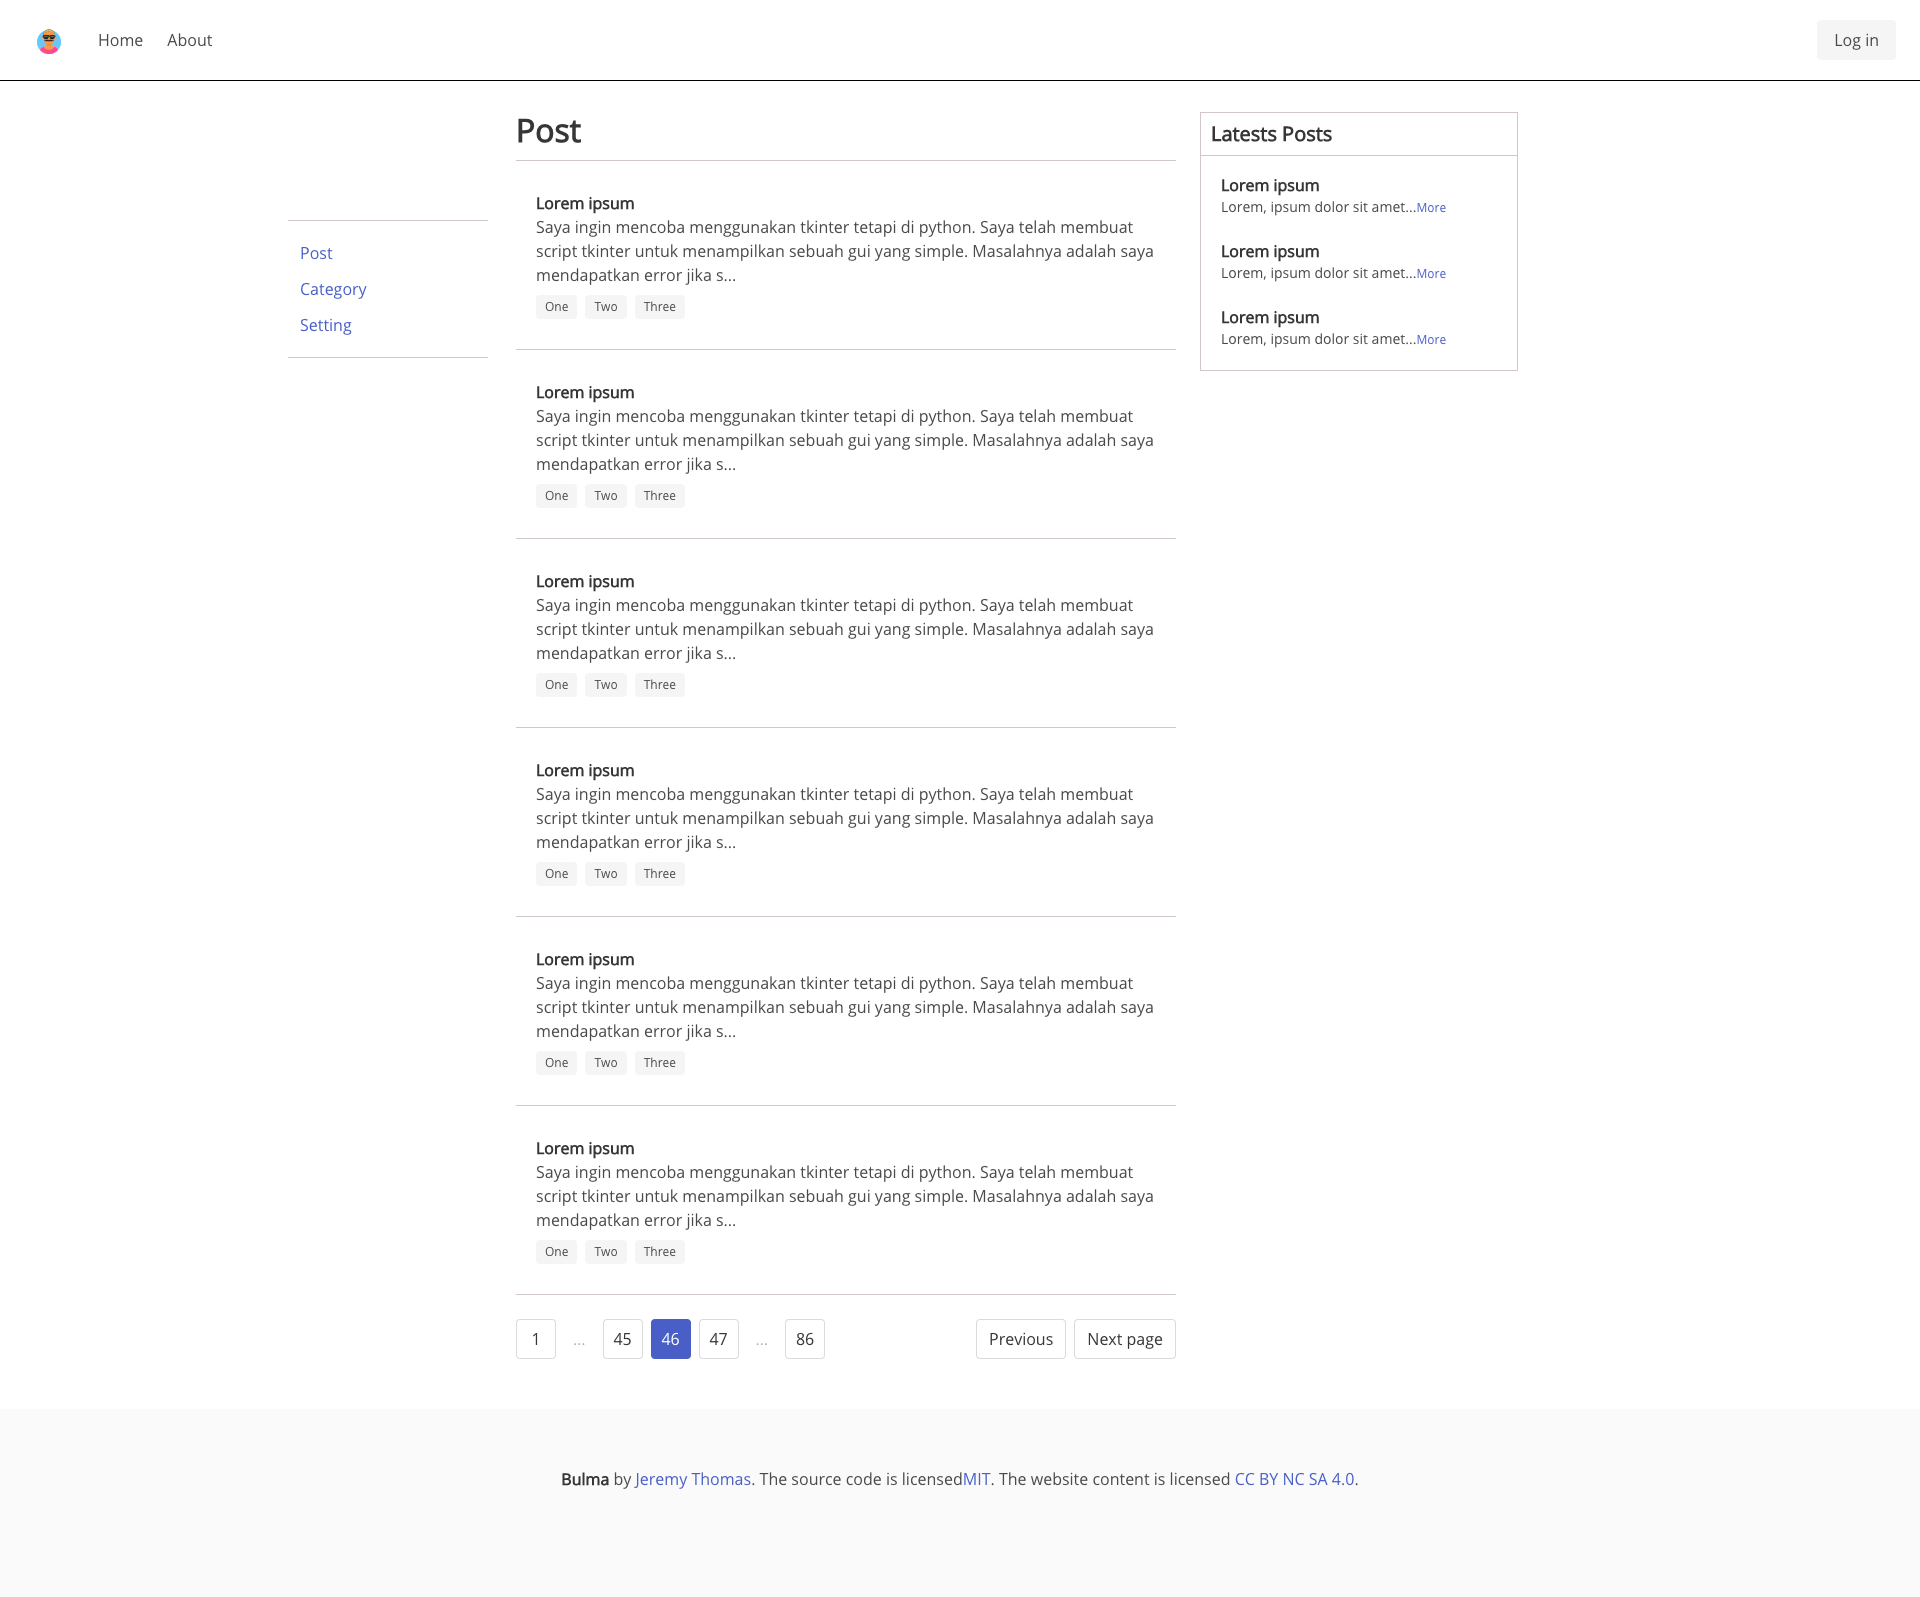 Home About Log in
Post
Category
Setting
Post
Lorem ipsum
Saya ingin mencoba menggunakan tkinter tetapi di python. Saya telah membuat
script tkinter untuk menampilkan sebuah gui yang simple. Masalahnya adalah saya
mendapatkan error jika s...
One Two Three
Lorem ipsum
Saya ingin mencoba menggunakan tkinter tetapi di python. Saya telah membuat
script tkinter untuk menampilkan sebuah gui yang simple. Masalahnya adalah saya
mendapatkan error jika s...
One Two Three
Lorem ipsum
Saya ingin mencoba menggunakan tkinter tetapi di python. Saya telah membuat
script tkinter untuk menampilkan sebuah gui yang simple. Masalahnya adalah saya
mendapatkan error jika s...
One Two Three
Lorem ipsum
Saya ingin mencoba menggunakan tkinter tetapi di python. Saya telah membuat
script tkinter untuk menampilkan sebuah gui yang simple. Masalahnya adalah saya
mendapatkan error jika s...
One Two Three
Lorem ipsum
Saya ingin mencoba menggunakan tkinter tetapi di python. Saya telah membuat
script tkinter untuk menampilkan sebuah gui yang simple. Masalahnya adalah saya
mendapatkan error jika s...
One Two Three
Lorem ipsum
Saya ingin mencoba menggunakan tkinter tetapi di python. Saya telah membuat
script tkinter untuk menampilkan sebuah gui yang simple. Masalahnya adalah saya
mendapatkan error jika s...
One Two Three
1 ... 45 46 47 ... 86 Previous Next page
Latests Posts
Lorem ipsum
Lorem, ipsum dolor sit amet...More
Lorem ipsum
Lorem, ipsum dolor sit amet...More
Lorem ipsum
Lorem, ipsum dolor sit amet...More
Bulma by Jeremy Thomas. The source code is licensedMIT. The website content is licensed CC BY NC SA 4.0.